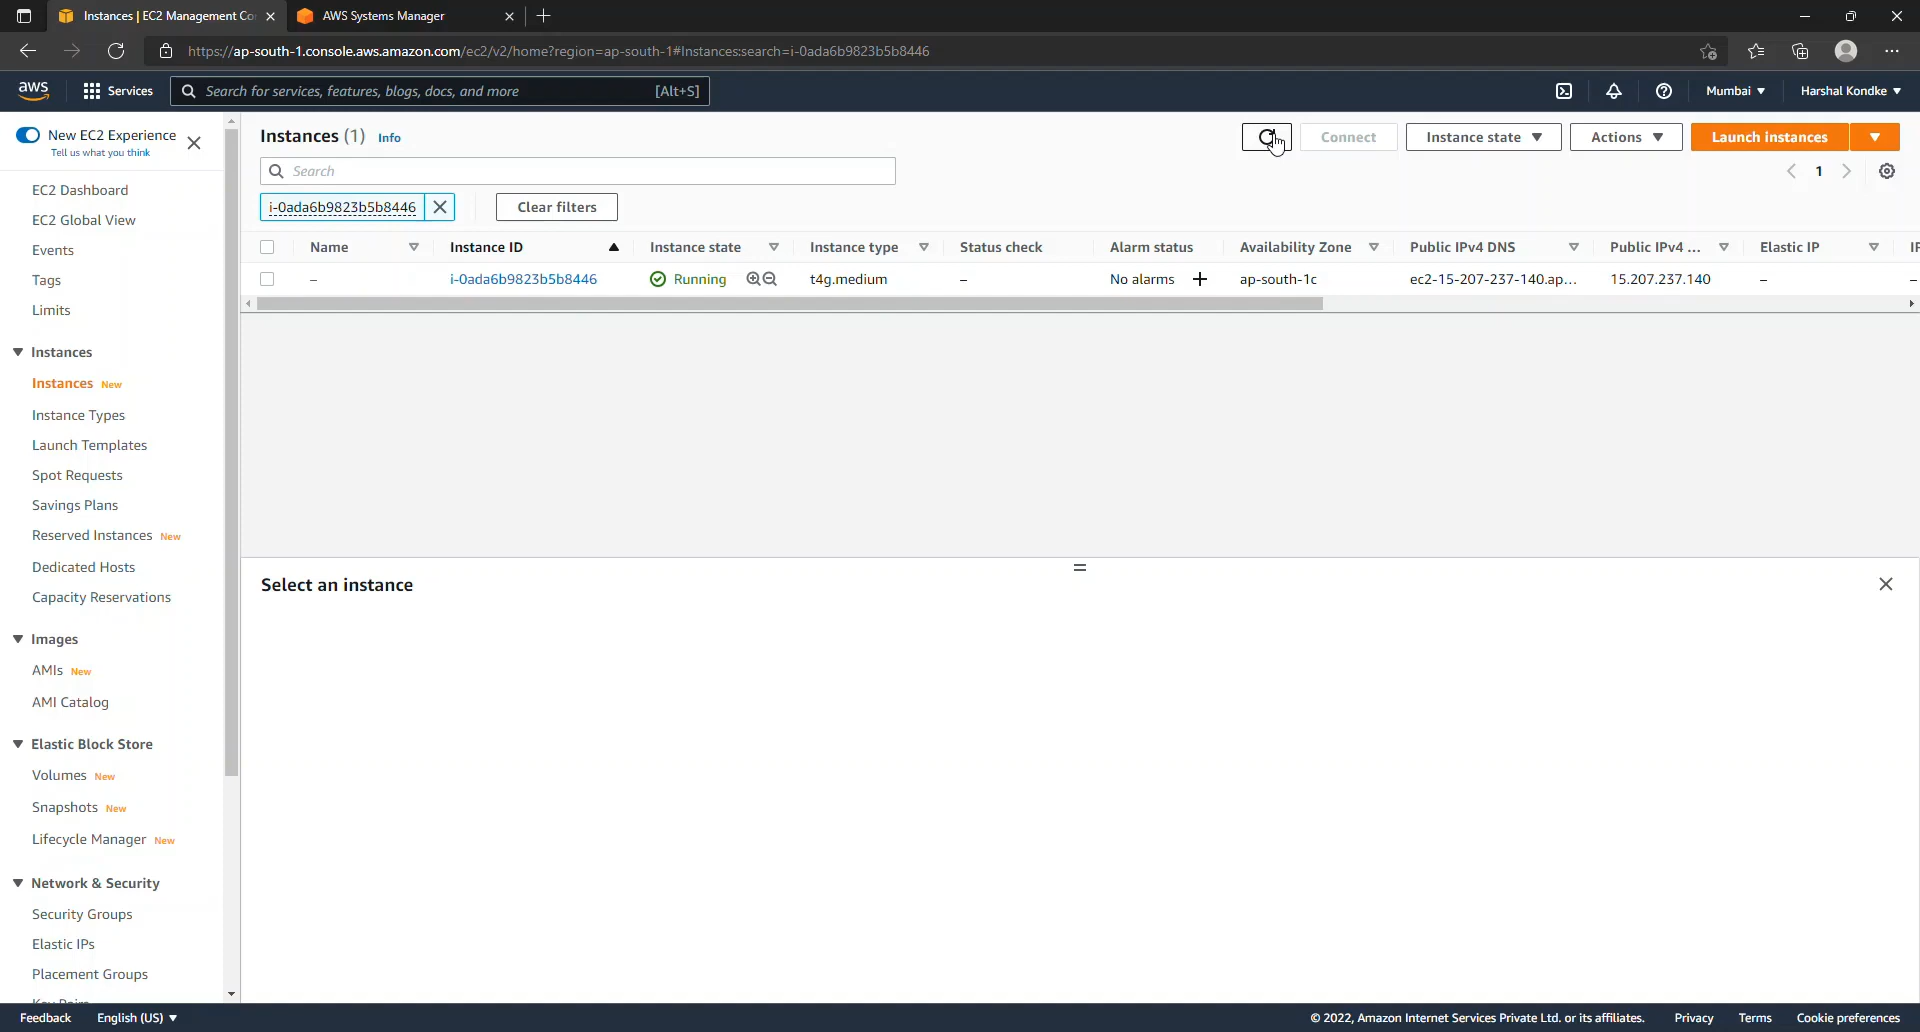 Instances | EC2 Management Co
AWS Systems Manager
https://ap-south-1.console.aws.amazon.com/ec2/v2/home?region=ap-south-1#Instances:search=i-0ada6b9823b5b8446
aws
Services
Search for services, features, blogs, docs, and more
[Alt+S]
Mumbai
Harshal Kondke
New EC2 Experience
Tell us what you think
EC2 Dashboard
EC2 Global View
Events
Tags
Limits
Instances
Instances New
Instance Types
Launch Templates
Spot Requests
Savings Plans
Reserved Instances New
Dedicated Hosts
Capacity Reservations
Images
AMIs New
AMI Catalog
Elastic Block Store
Volumes New
Snapshots New
Lifecycle Manager New
Network & Security
Security Groups
Elastic IPs
Placement Groups
Key Pairs
Instances (1) Info
Connect
Instance state
Actions
Launch instances
Search
1
i-0ada6b9823b5b8446
Clear filters
Name Instance ID Instance state Instance type Status check Alarm status Availability Zone Public IPv4 DNS Public IPv4 ... Elastic IP IP
– i-0ada6b9823b5b8446 Running t4g.medium – No alarms + ap-south-1c ec2-15-207-237-140.ap... 15.207.237.140 – –
Select an instance
Feedback
English (US)
© 2022, Amazon Internet Services Private Ltd. or its affiliates.
Privacy
Terms
Cookie preferences